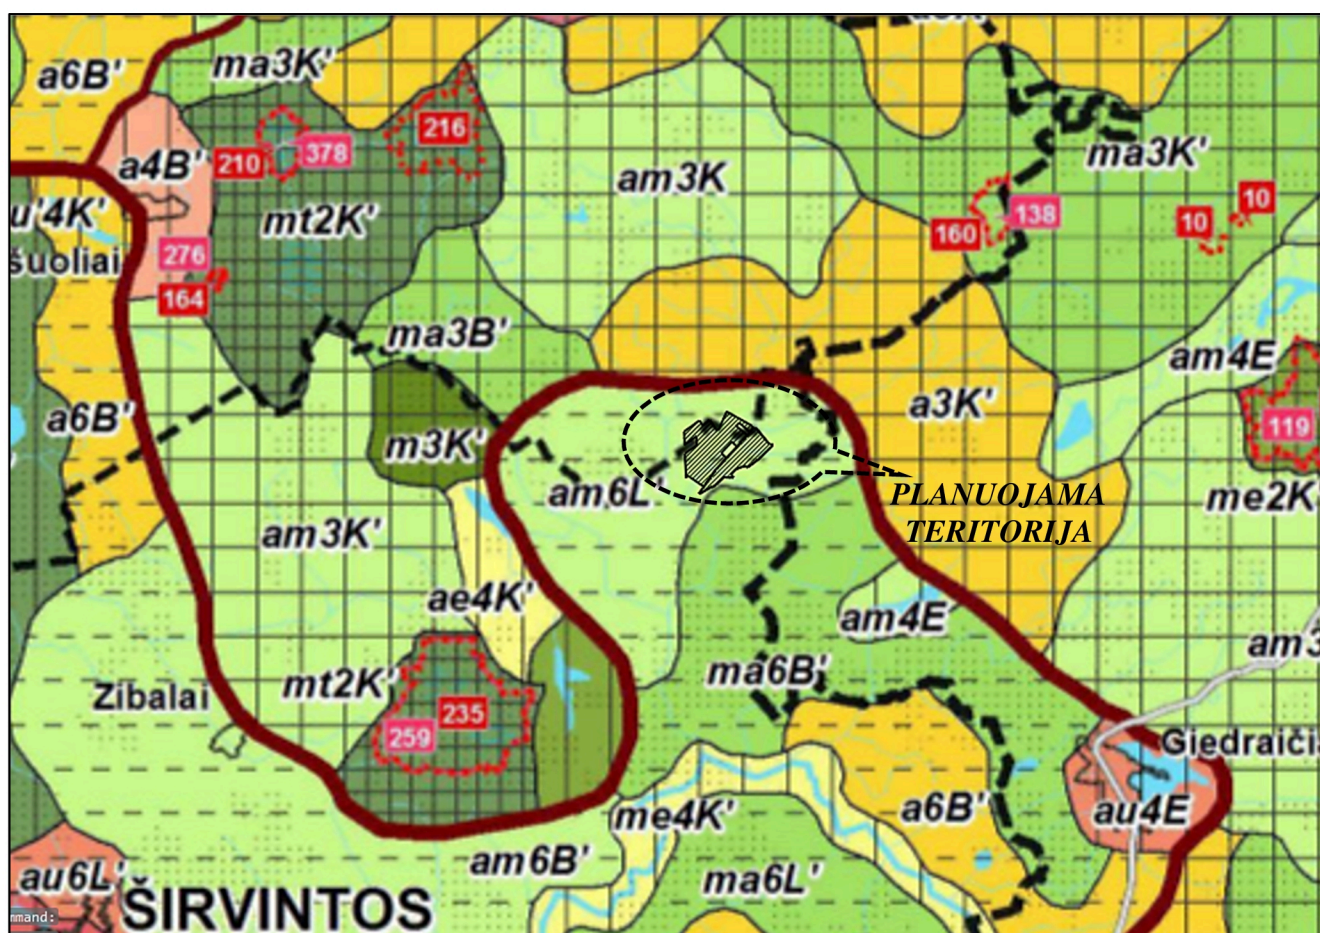 a6B'
ma3K'
216
a4B'
210
378
am3K
ma3K'
u'4K'
mt2K'
10
10
160
138
šuoliai
276
164
ma3B'
am4E
a6B'
m3K'
a3K'
119
am6L'
PLANUOJAMA
TERITORIJA
me2K'
am3K'
ae4K'
am4E
am3
mt2K'
ma6B'
Zibalai
235
259
Giedraiči
me4K'
a6B'
au4E
am6B'
au6L'
ma6L'
ŠIRVINTOS
mmand: